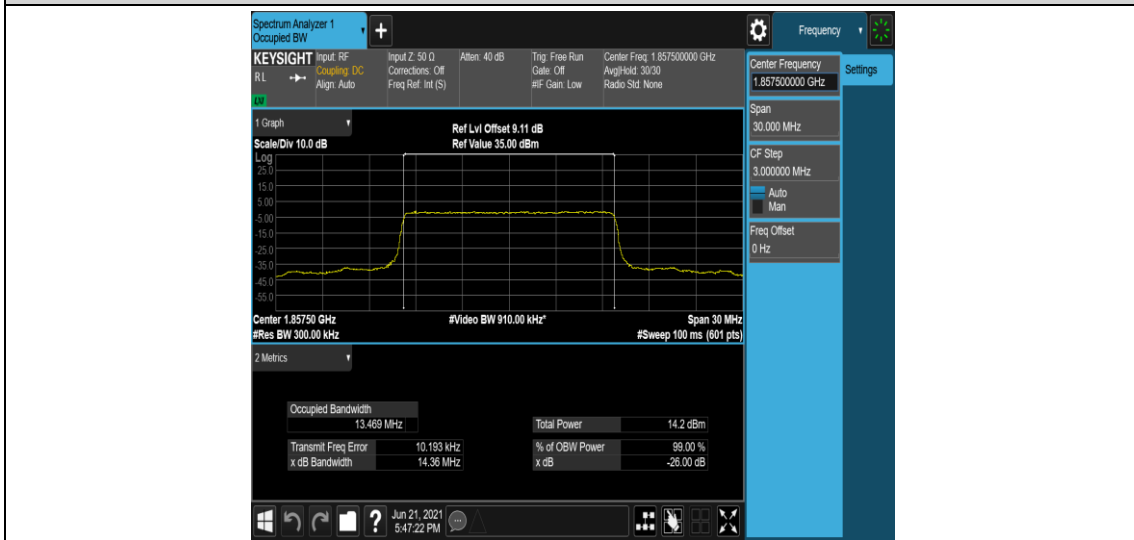 Spectrum Analyzer 1
Occupied BW
Frequency
KEYSIGHT
RL
Input: RF
Coupling: DC
Align: Auto
Input Z: 50 Ω
Corrections: Off
Freq Ref: Int (S)
Atten: 40 dB
Trig: Free Run
Gate: Off
#IF Gain: Low
Center Freq: 1.857500000 GHz
Avg|Hold: 30/30
Radio Std: None
Center Frequency
1.857500000 GHz
Settings
Span
30.000 MHz
CF Step
3.000000 MHz
Auto
Man
Freq Offset
0 Hz
1 Graph
Scale/Div 10.0 dB
Ref Lvl Offset 9.11 dB
Ref Value 35.00 dBm
Log
25.0
15.0
5.00
-5.00
-15.0
-25.0
-35.0
-45.0
-55.0
Center 1.85750 GHz
#Res BW 300.00 kHz
#Video BW 910.00 kHz*
Span 30 MHz
#Sweep 100 ms (601 pts)
2 Metrics
Occupied Bandwidth
13.469 MHz
Transmit Freq Error 10.193 kHz
x dB Bandwidth 14.36 MHz
Total Power 14.2 dBm
% of OBW Power 99.00 %
x dB -26.00 dB
Jun 21, 2021
5:47:22 PM